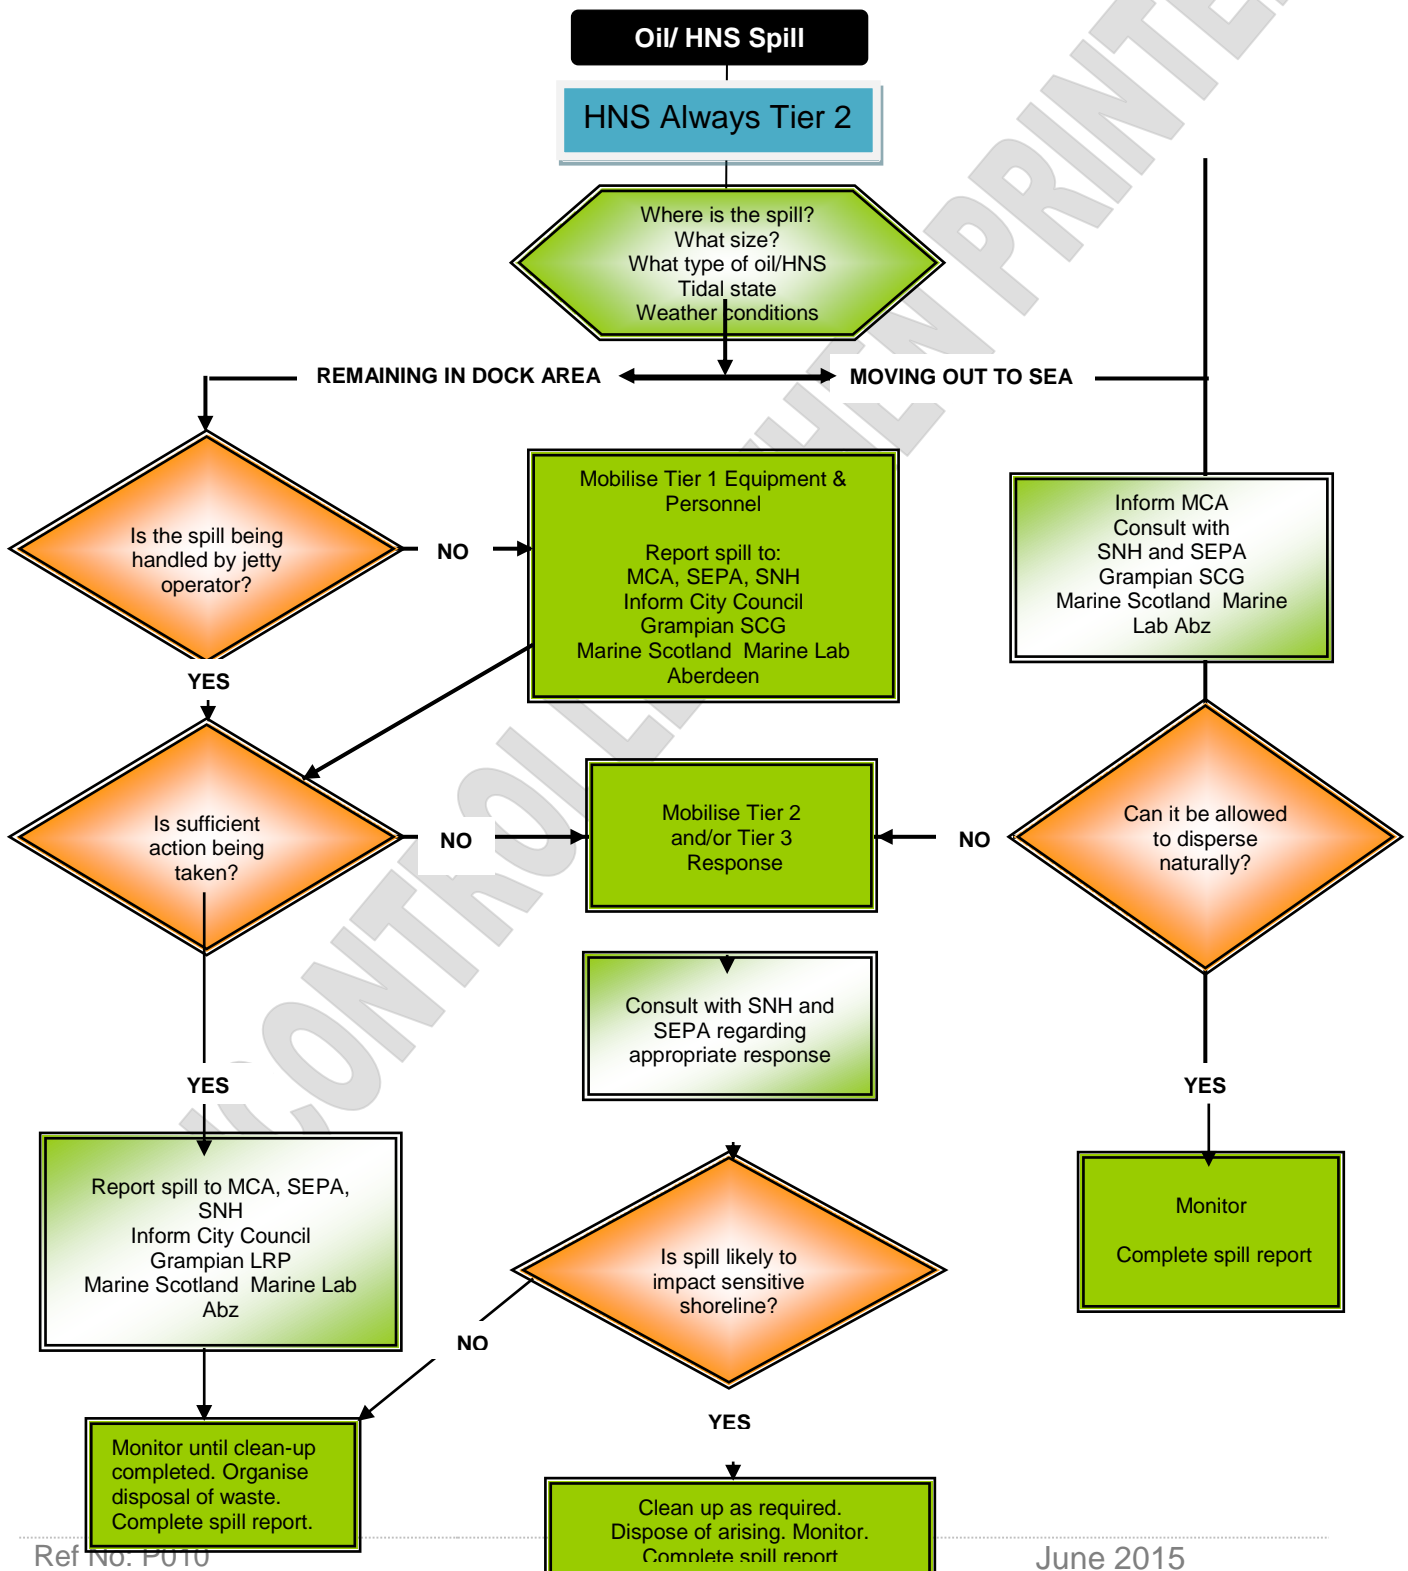 Oil/ HNS Spill
HNS Always Tier 2
Where is the spill?
What size?
What type of oil/HNS
Tidal state
Weather conditions
REMAINING IN DOCK AREA
MOVING OUT TO SEA
Is the spill being
handled by jetty
operator?
NO
Mobilise Tier 1 Equipment &
Personnel
Report spill to:
MCA, SEPA, SNH
Inform City Council
Grampian SCG
Marine Scotland  Marine Lab
Aberdeen
Inform MCA
Consult with
SNH and SEPA
Grampian SCG
Marine Scotland  Marine
Lab Abz
YES
Is sufficient
action being
taken?
NO
Mobilise Tier 2
and/or Tier 3
Response
NO
Can it be allowed
to disperse
naturally?
Consult with SNH and
SEPA regarding
appropriate response
YES
YES
Report spill to MCA, SEPA,
SNH
Inform City Council
Grampian LRP
Marine Scotland  Marine Lab
Abz
Is spill likely to
impact sensitive
shoreline?
Monitor
Complete spill report
NO
YES
Monitor until clean-up
completed. Organise
disposal of waste.
Complete spill report.
Clean up as required.
Dispose of arising. Monitor.
Complete spill report
Ref No: P010
June 2015